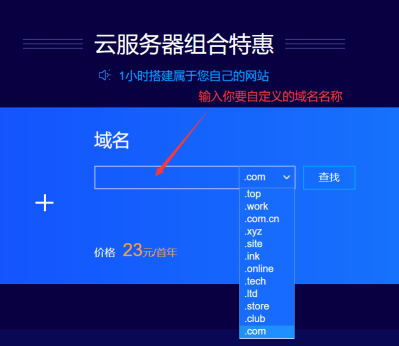 云服务器组合特惠
1小时搭建属于您自己的网站
输入你要自定义的域名名称
域名
.com
查找
.top
.work
.com.cn
.xyz
.site
.ink
.online
.tech
.ltd
.store
.club
.com
价格 23元/首年